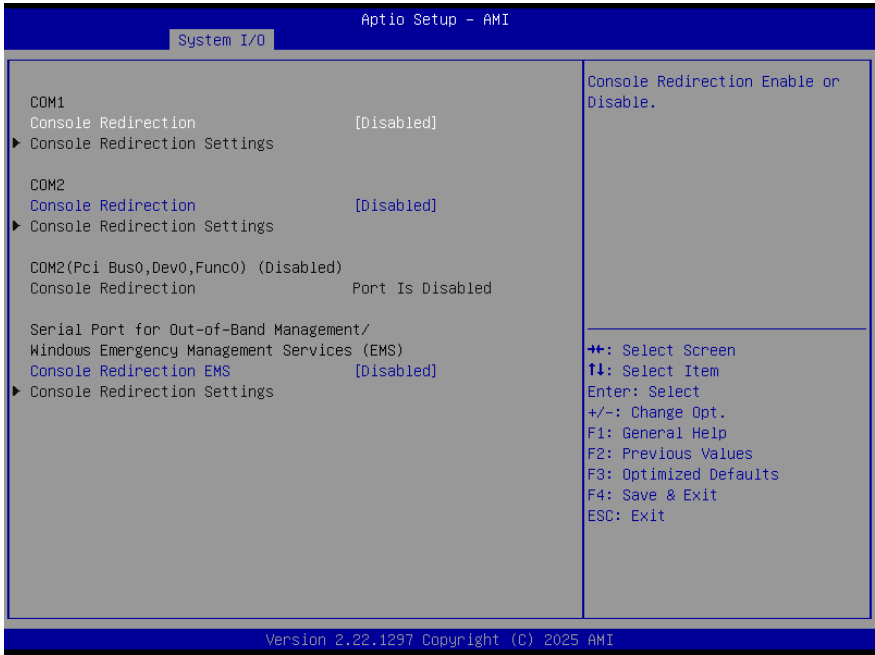 Aptio Setup – AMI
System I/O
COM1
Console Redirection [Disabled]
Console Redirection Settings
COM2
Console Redirection [Disabled]
Console Redirection Settings
COM2(Pci Bus0,Dev0,Func0) (Disabled)
Console Redirection Port Is Disabled
Serial Port for Out-of-Band Management/
Windows Emergency Management Services (EMS)
Console Redirection EMS [Disabled]
Console Redirection Settings
Console Redirection Enable or
Disable.
→←: Select Screen
↑↓: Select Item
Enter: Select
+/-: Change Opt.
F1: General Help
F2: Previous Values
F3: Optimized Defaults
F4: Save & Exit
ESC: Exit
Version 2.22.1297 Copyright (C) 2025 AMI